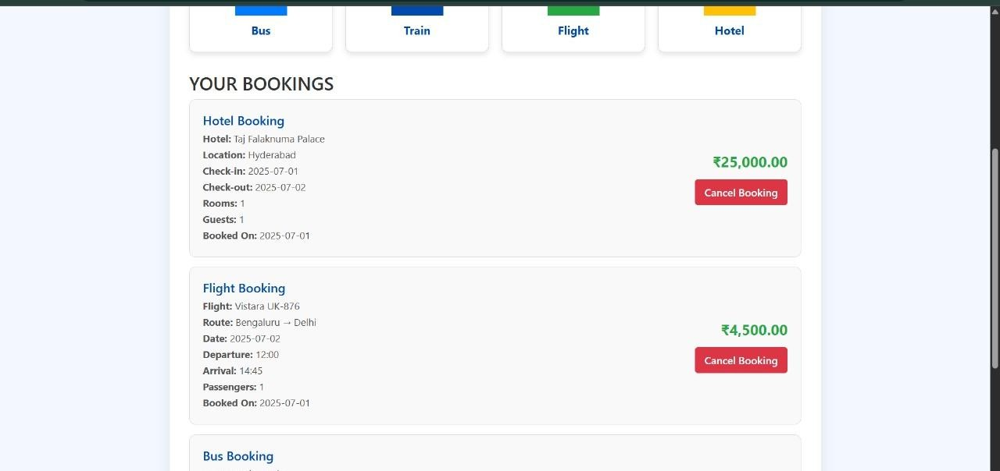 Bus
Train
Flight
Hotel
YOUR BOOKINGS
Hotel Booking
Hotel: Taj Falaknuma Palace
Location: Hyderabad
Check-in: 2025-07-01
Check-out: 2025-07-02
Rooms: 1
Guests: 1
Booked On: 2025-07-01
₹25,000.00
Cancel Booking
Flight Booking
Flight: Vistara UK-876
Route: Bengaluru → Delhi
Date: 2025-07-02
Departure: 12:00
Arrival: 14:45
Passengers: 1
Booked On: 2025-07-01
₹4,500.00
Cancel Booking
Bus Booking